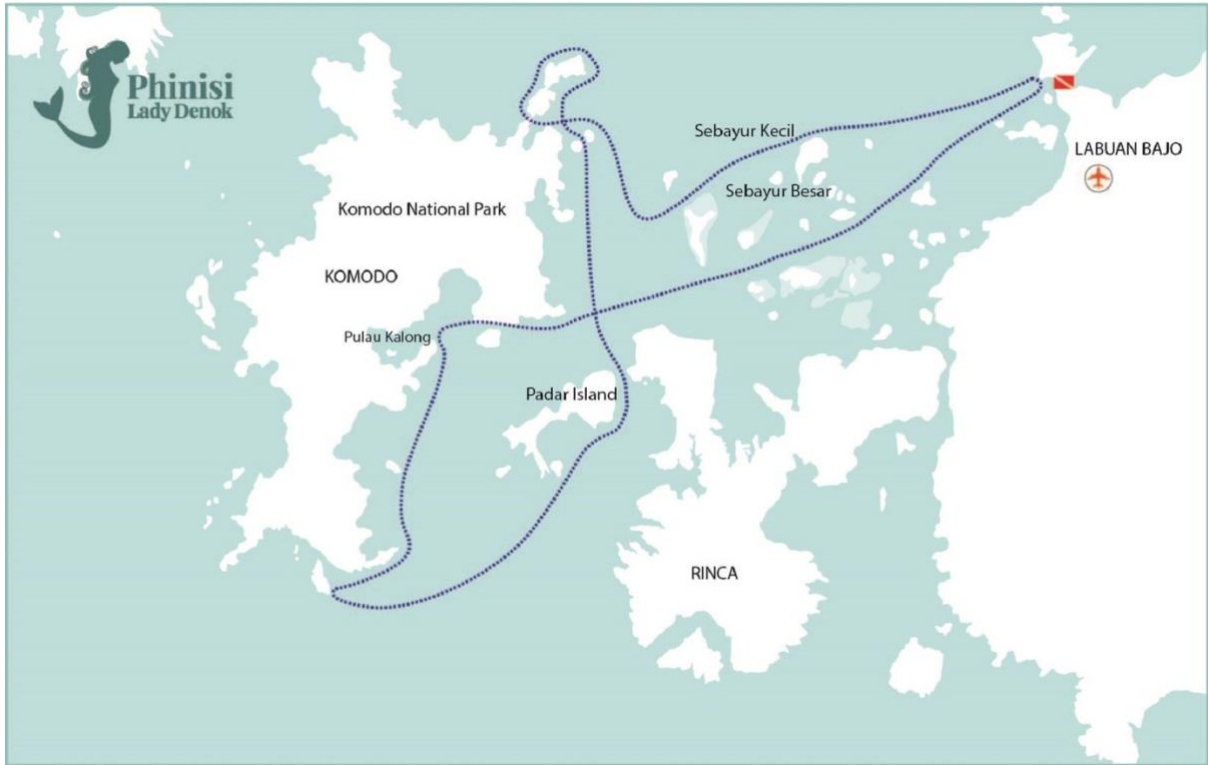 Phinisi
Lady Denok
Sebayur Kecil
LABUAN BAJO
Sebayur Besar
Komodo National Park
KOMODO
Pulau Kalong
Padar Island
RINCA